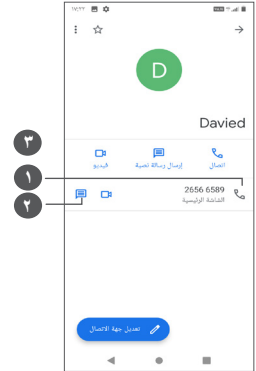 ١٧:٢٢
D
Davied
اتصال
إرسال رسالة نصية
فيديو
2656 6589
الشاشة الرئيسية
تعديل جهة الاتصال
٣
١
٢